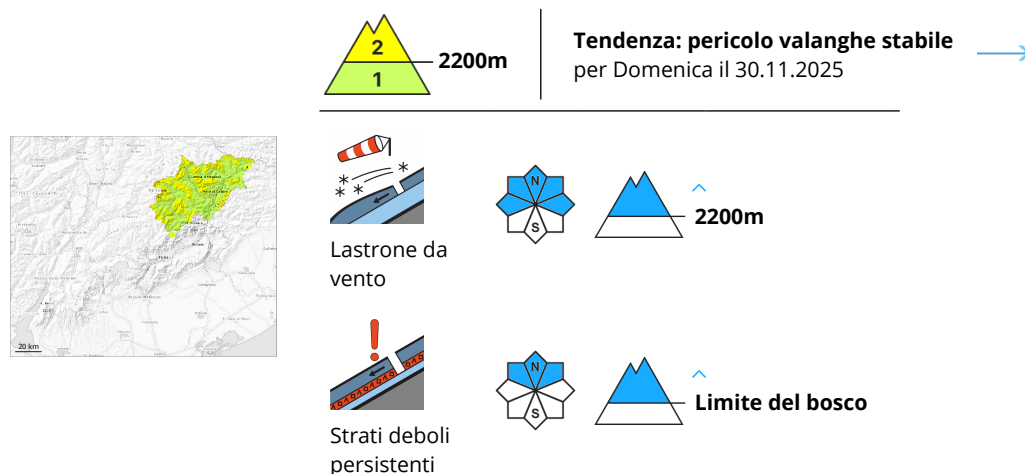 2
1
2200m
Tendenza: pericolo valanghe stabile
per Domenica il 30.11.2025
20 km
N
S
2200m
Lastrone da
vento
N
S
Limite del bosco
Strati deboli
persistenti